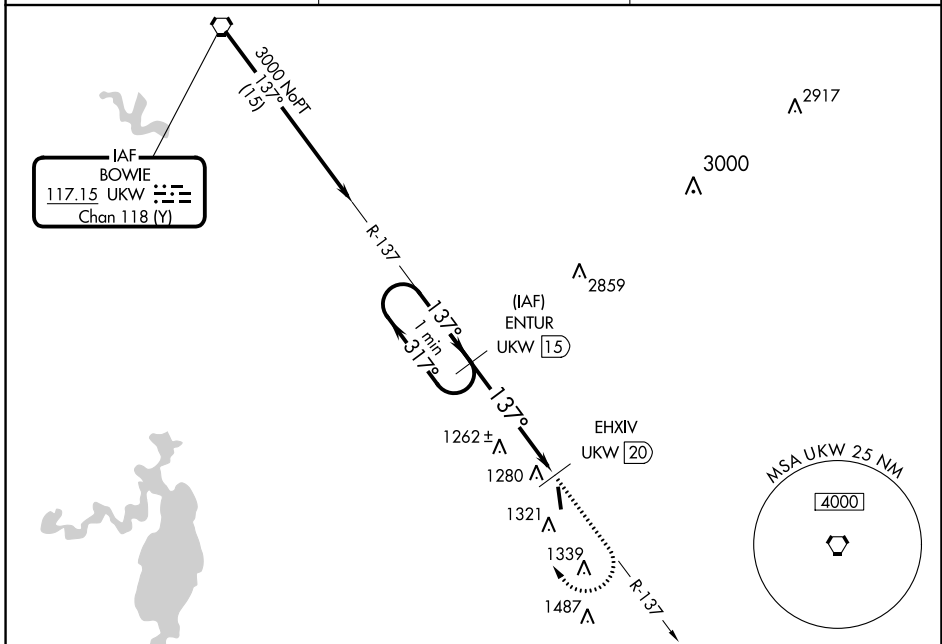 3000 NoPT
137°
(15)
IAF
BOWIE
117.15 UKW
Chan 118 (Y)
2917
3000
R-137
2859
(IAF)
ENTUR
UKW 15
137°
1 min
317°
137°
EHXIV
UKW 20
1262 ±
1280
1321
1339
1487
R-137
MSA UKW 25 NM
4000